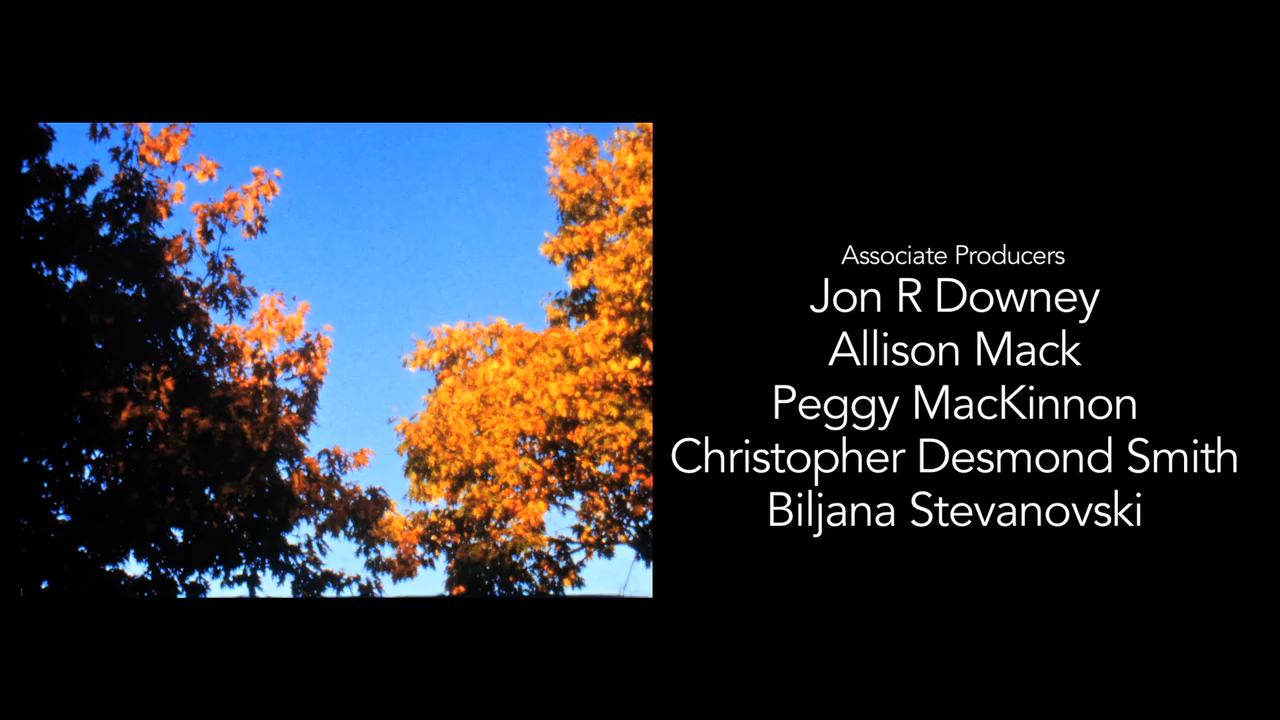 Associate Producers
Jon R Downey
Allison Mack
Peggy MacKinnon
Christopher Desmond Smith
Biljana Stevanovski